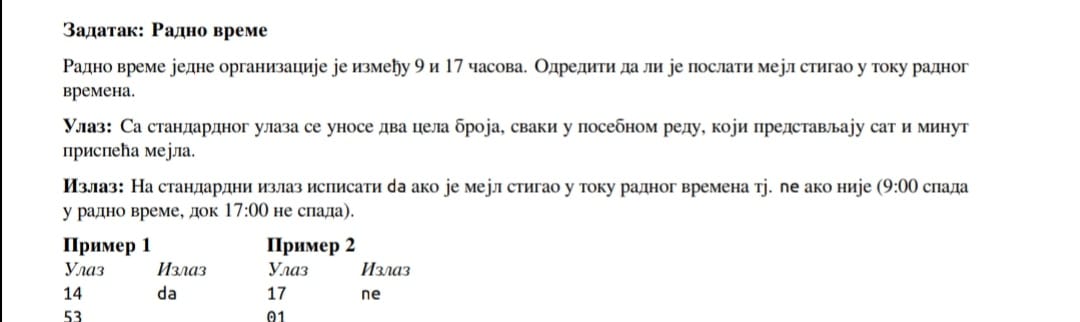 Задатак: Радно време
Радно време једне организације је између 9 и 17 часова. Одредити да ли је послати мејл стигао у току радног
времена.
Улаз: Са стандардног улаза се уносе два цела броја, сваки у посебном реду, који представљају сат и минут
приспећа мејла.
Излаз: На стандардни излаз исписати da ако је мејл стигао у току радног времена тј. ne ако није (9:00 спада
у радно време, док 17:00 не спада).
Пример 1 Пример 2
Улаз Излаз Улаз Излаз
14 da 17 ne
53 01